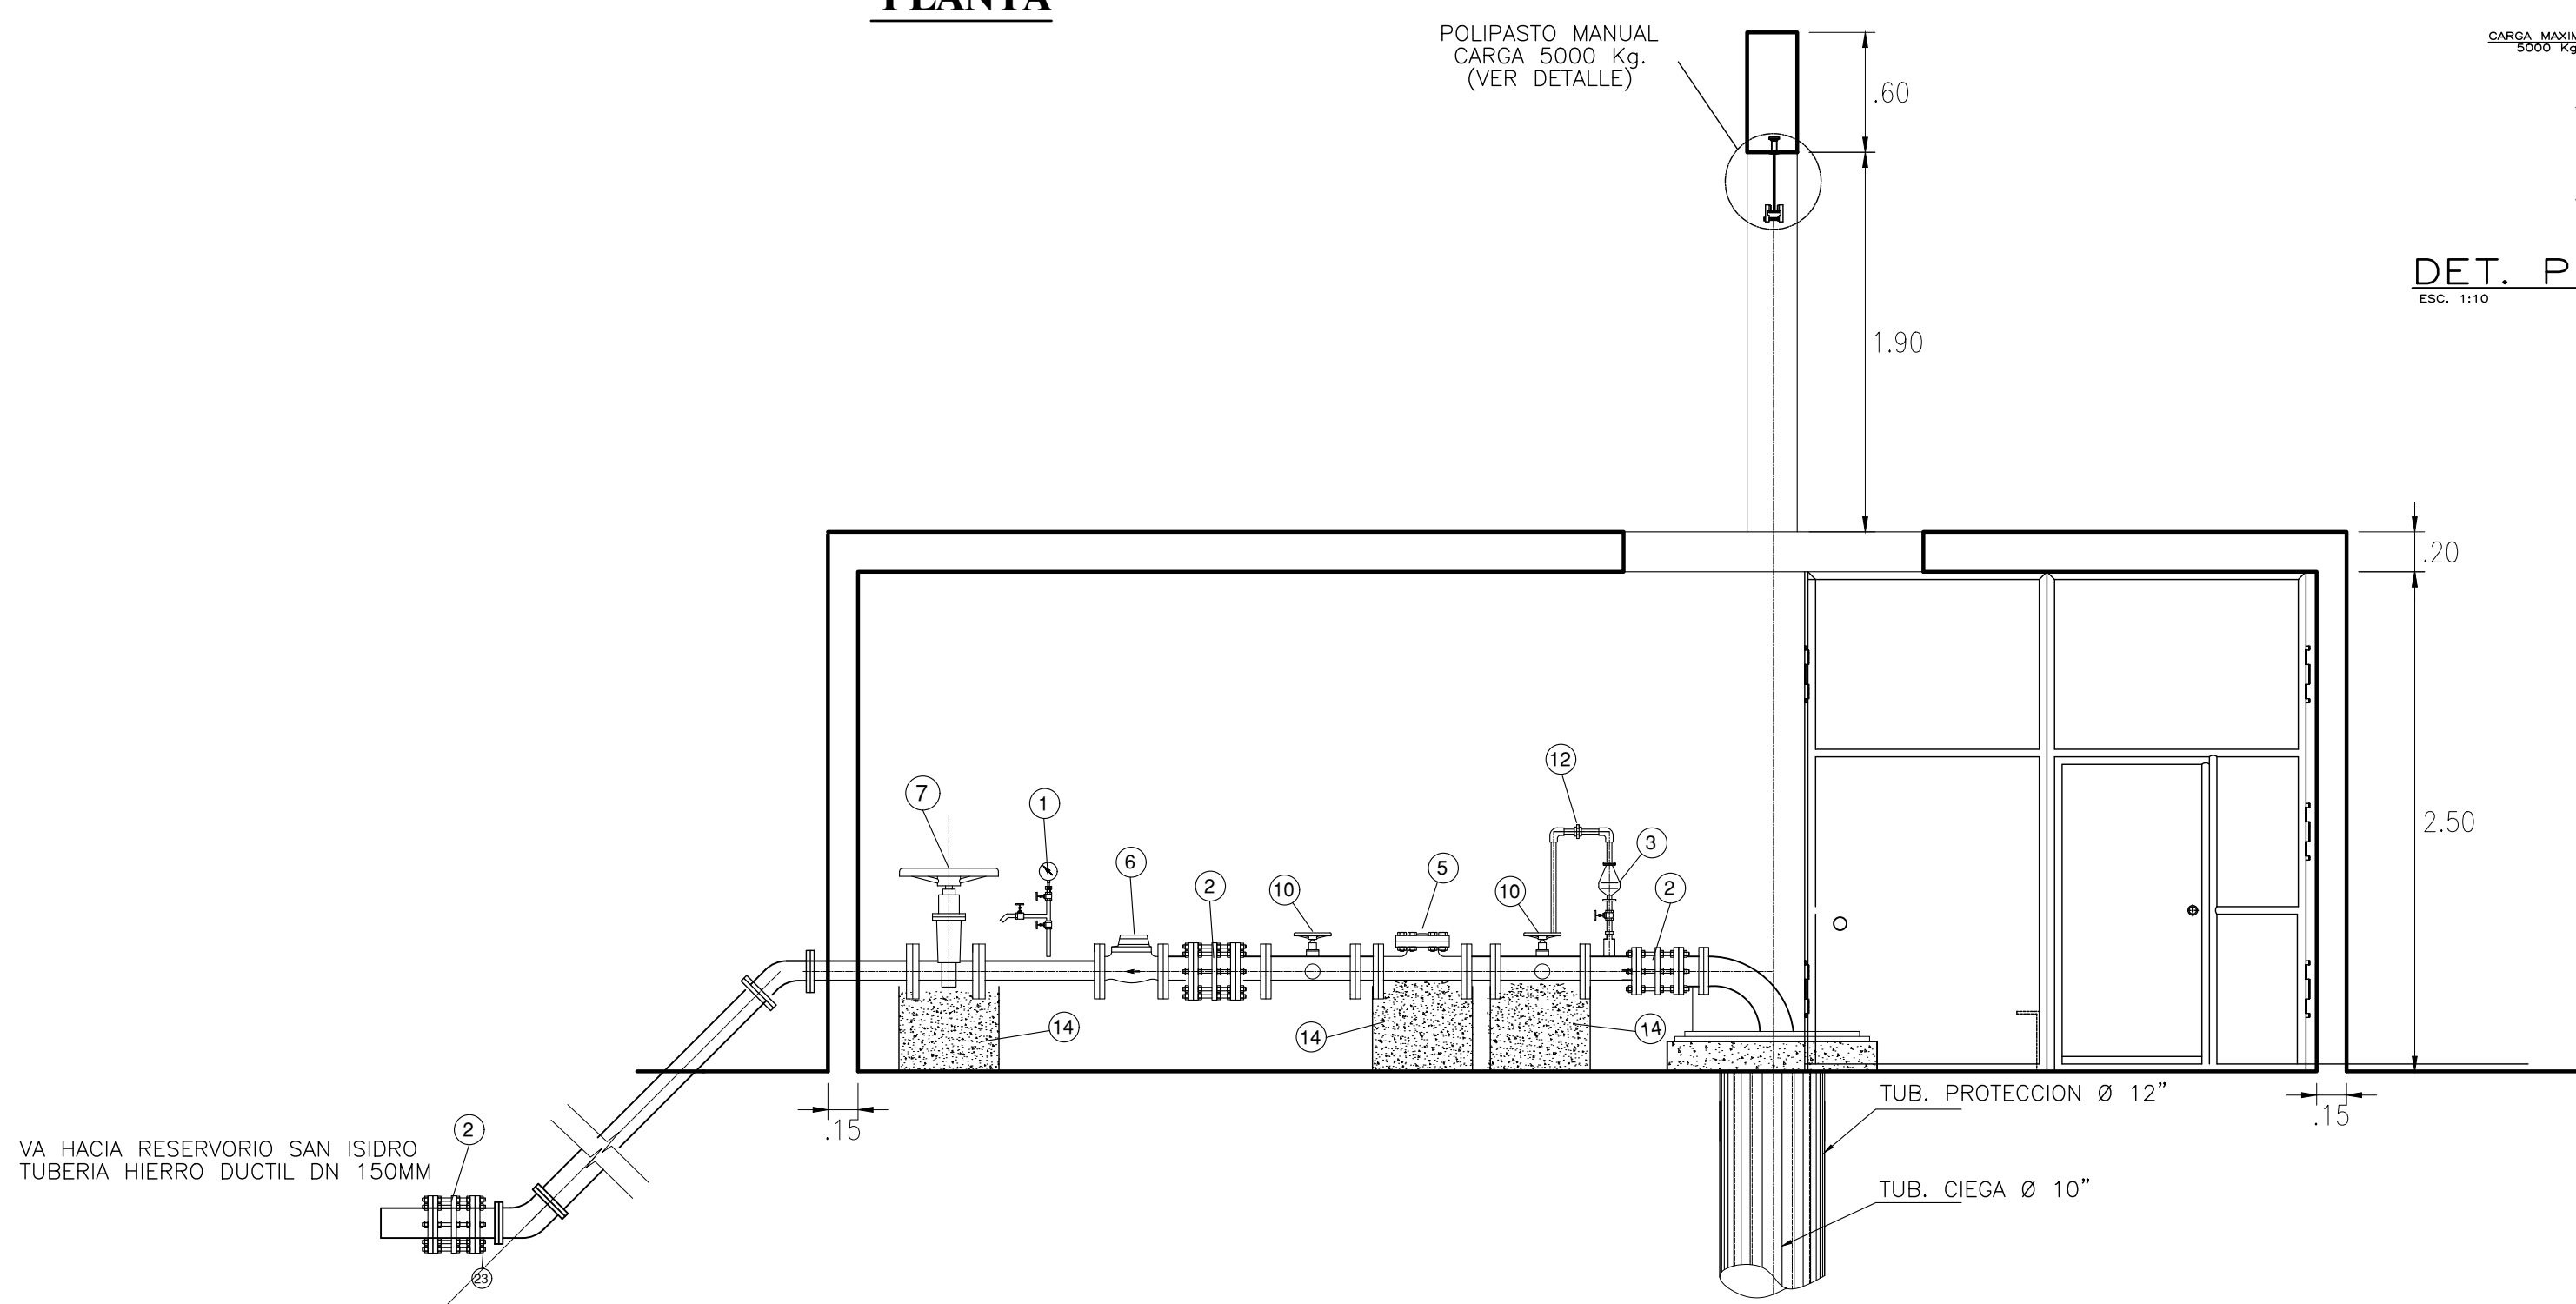 PLANTA
POLIPASTO MANUAL
CARGA 5000 Kg.
(VER DETALLE)
CARGA MAXIM
5000 Kg
.60
1.90
DET. P
ESC. 1:10
.20
2.50
12
7
1
3
6
5
2
10
10
2
14
14
14
TUB. PROTECCION Ø 12”
.15
.15
2
VA HACIA RESERVORIO SAN ISIDRO
TUBERIA HIERRO DUCTIL DN 150MM
TUB. CIEGA Ø 10”
23